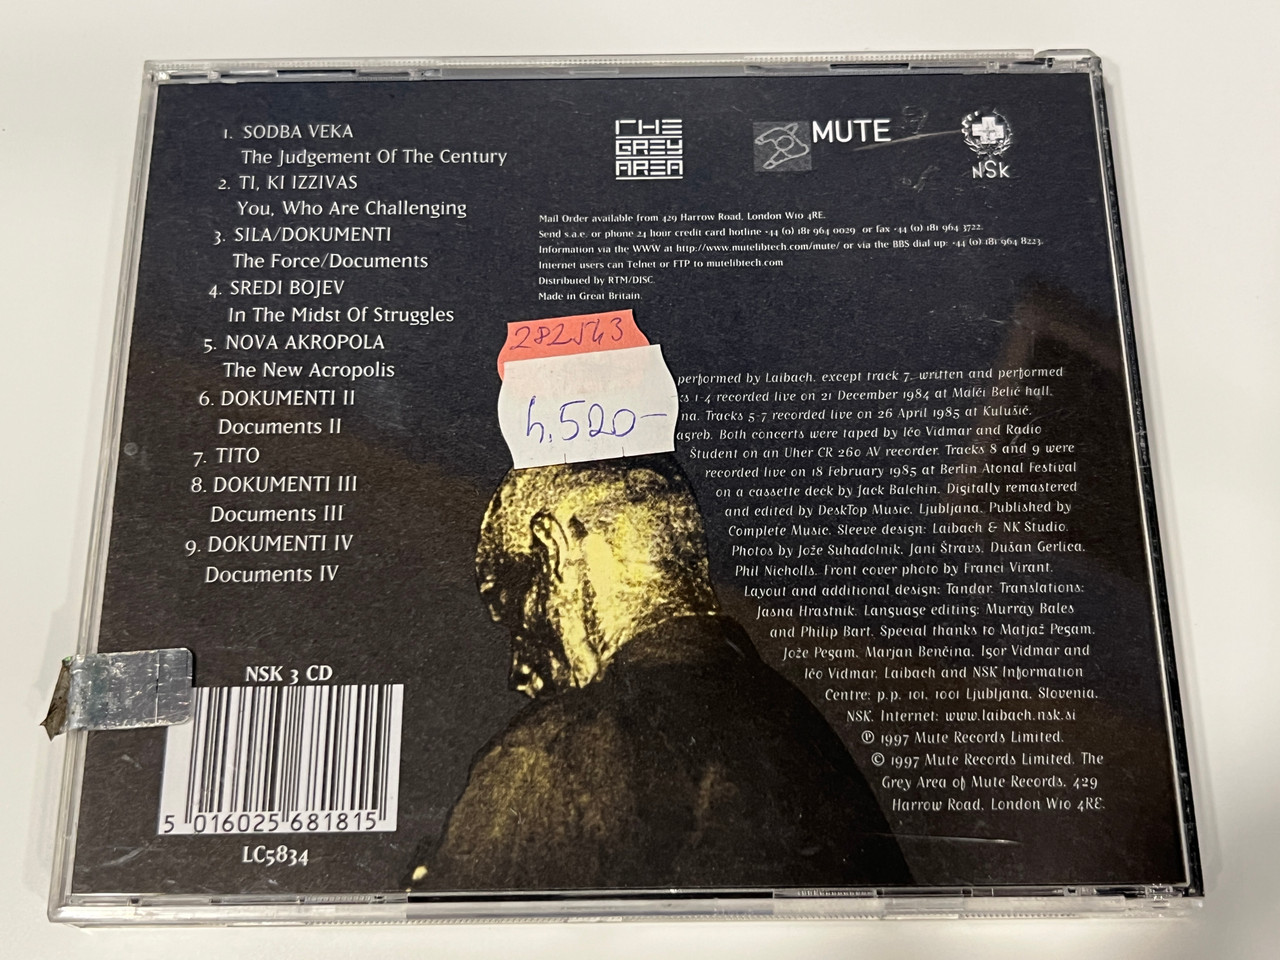 1. SODBA VEKA
The Judgement Of The Century
2. TI, KI IZZIVAS
You, Who Are Challenging
3. SILA/DOKUMENTI
The Force/Documents
4. SREDI BOJEV
In The Midst Of Struggles
5. NOVA AKROPOLA
The New Acropolis
6. DOKUMENTI II
Documents II
7. TITO
8. DOKUMENTI III
Documents III
9. DOKUMENTI IV
Documents IV
THE
GREY
AREA
MUTE
NSK
Mail Order available from 429 Harrow Road, London W10 4RE.
Send s.a.e. or phone 24 hour credit card hotline +44 (0) 181 964 0029 or fax +44 (0) 181 964 3722.
Information via the WWW at http://www.mutelibtech.com/mute/ or via the BBS dial up: +44 (0) 181 964 8223.
Internet users can Telnet or FTP to mutelibtech.com
Distributed by RTM/DISC.
Made in Great Britain.
282543
4.520-
performed by Laibach, except track 7, written and performed
1-4 recorded live on 21 December 1984 at Malči Belič hall,
Tracks 5-7 recorded live on 26 April 1985 at Kulušič,
Both concerts were taped by Ičo Vidmar and Radio
Študent on an Uher CR 260 AV recorder. Tracks 8 and 9 were
recorded live on 18 February 1985 at Berlin Atonal Festival
on a cassette deck by Jack Balchin. Digitally remastered
and edited by DeskTop Music, Ljubljana. Published by
Complete Music. Sleeve design: Laibach & NK Studio.
Photos by Jože Suhadolnik, Jani Štravs, Dušan Gerlica,
Phil Nicholls. Front cover photo by Franci Virant.
Layout and additional design: Tandar. Translations:
Jasna Hrastnik. Language editing: Murray Bales
and Philip Bart. Special thanks to Matjaž Pegam,
Jože Pegam, Marjan Benčina, Igor Vidmar and
Ičo Vidmar. Laibach and NSK Information
Centre: p.p. 101, 1001 Ljubljana, Slovenia.
NSK. Internet: www.laibach.nsk.si
℗ 1997 Mute Records Limited.
© 1997 Mute Records Limited. The
Grey Area of Mute Records, 429
Harrow Road, London W10 4RE.
NSK 3 CD
5 016025 681815
LC5834